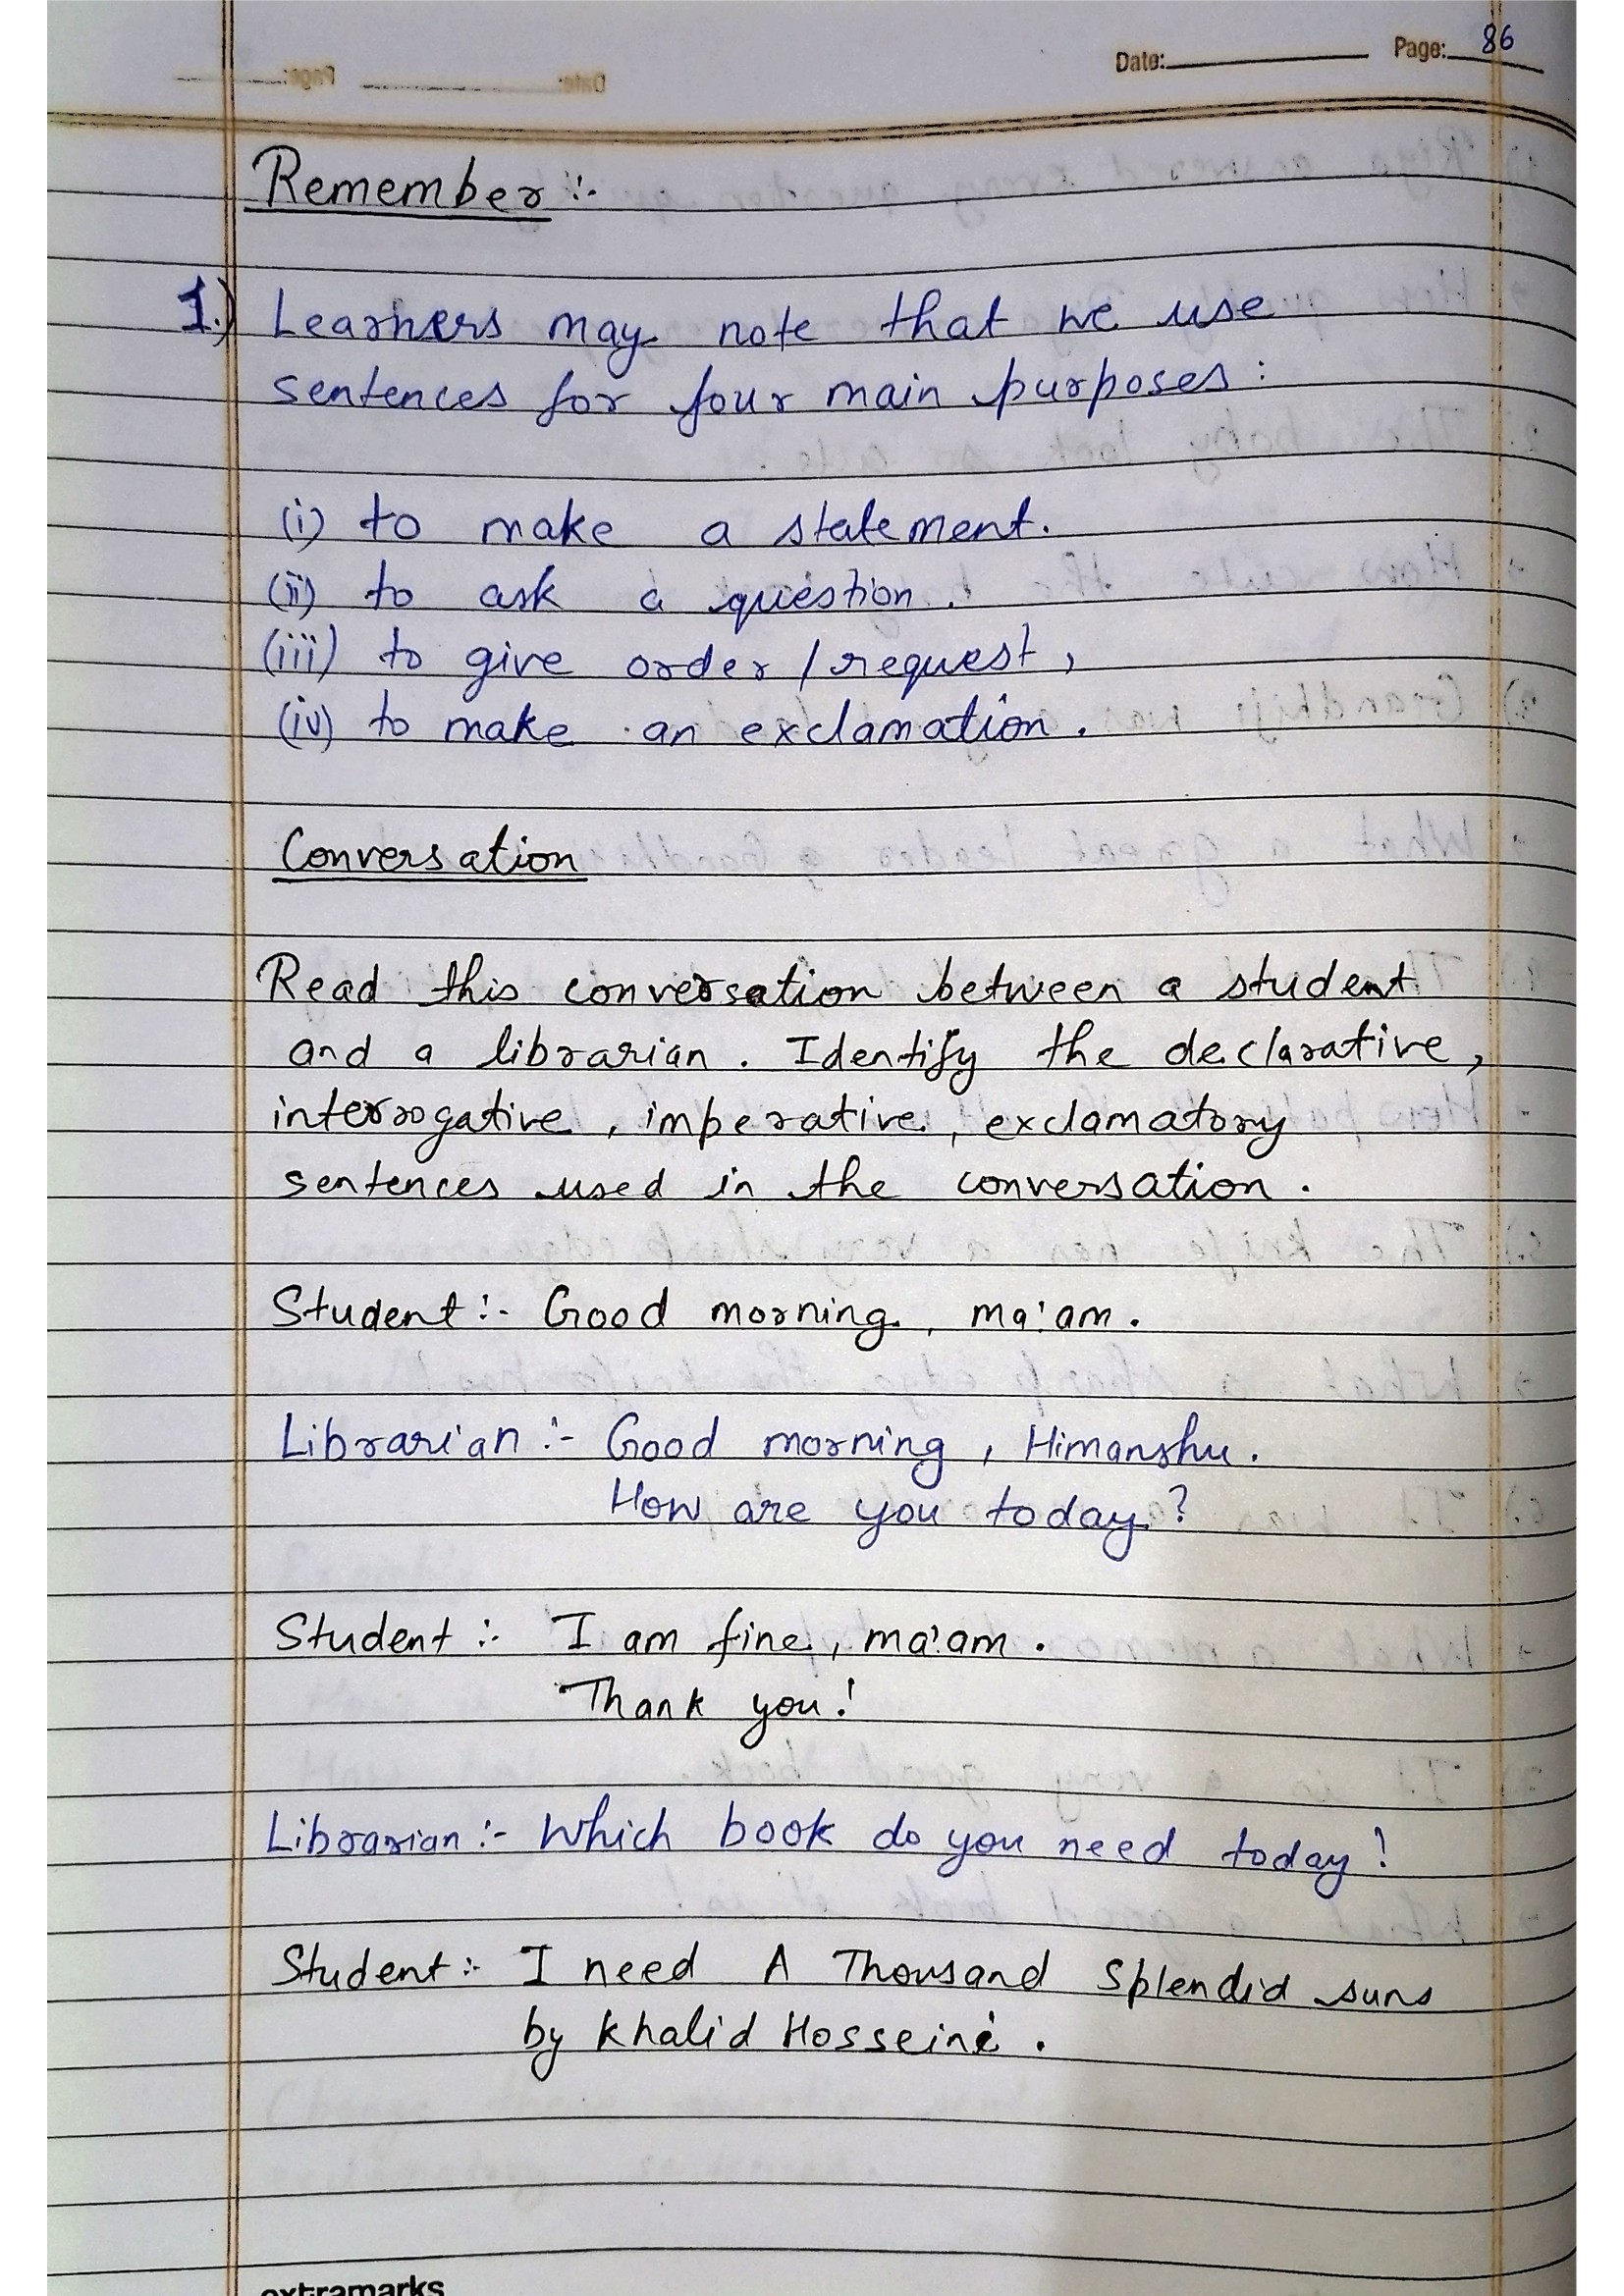 Date: Page: 86
Remember :-
1.) Learners may note that we use
sentences for four main purposes :
(i) to make a statement.
(ii) to ask a question.
(iii) to give order / request,
(iv) to make an exclamation.
Conversation
Read this conversation between a student
and a librarian. Identify the declarative,
interrogative, imperative, exclamatory
sentences used in the conversation.
Student :- Good morning, ma'am.
Librarian :- Good morning, Himanshu.
How are you today?
Student :- I am fine, ma'am.
Thank you!
Librarian :- Which book do you need today!
Student :- I need A Thousand Splendid suns
by Khalid Hosseini.
extramarks